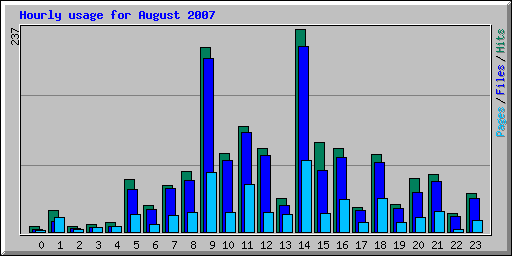 Hourly usage for August 2007
237
Pages / Files / Hits
0 1 2 3 4 5 6 7 8 9 10 11 12 13 14 15 16 17 18 19 20 21 22 23